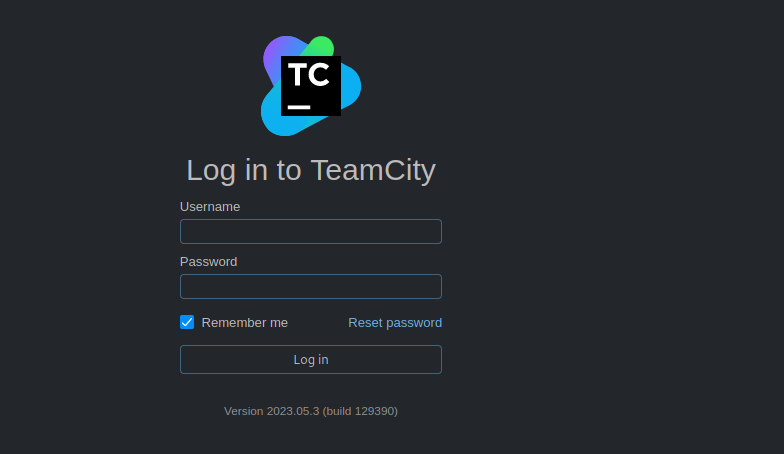 TC
Log in to TeamCity
Username
Password
Remember me Reset password
Log in
Version 2023.05.3 (build 129390)